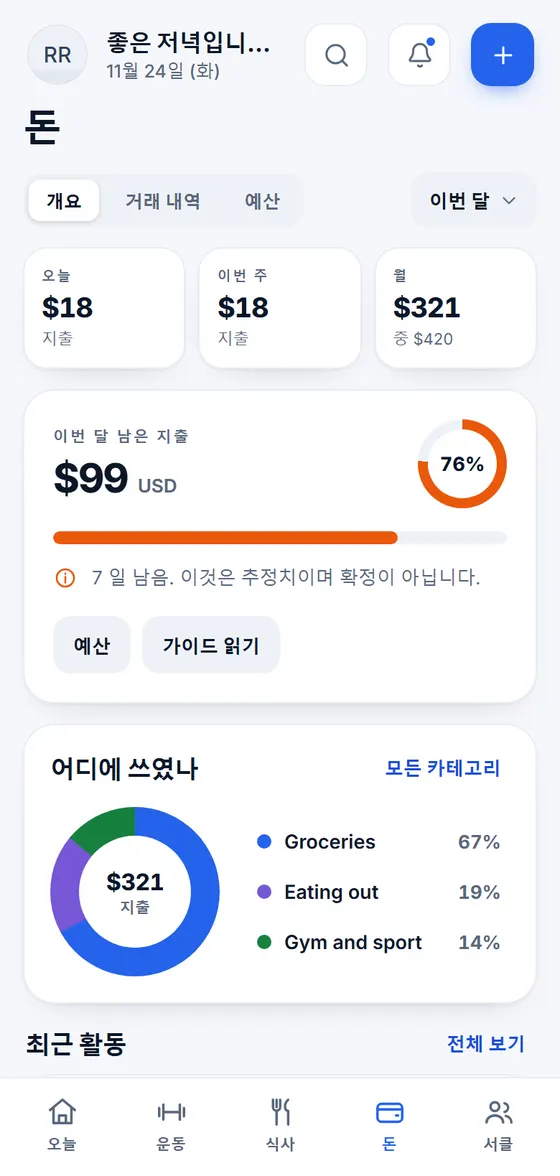 RR
좋은 저녁입니...
11월 24일 (화)
돈
개요
거래 내역
예산
이번 달
오늘
$18
지출
이번 주
$18
지출
월
$321
중 $420
이번 달 남은 지출
$99 USD
76%
7 일 남음. 이것은 추정치이며 확정이 아닙니다.
예산
가이드 읽기
어디에 쓰였나
모든 카테고리
$321
지출
Groceries 67%
Eating out 19%
Gym and sport 14%
최근 활동
전체 보기
오늘
운동
식사
돈
서클